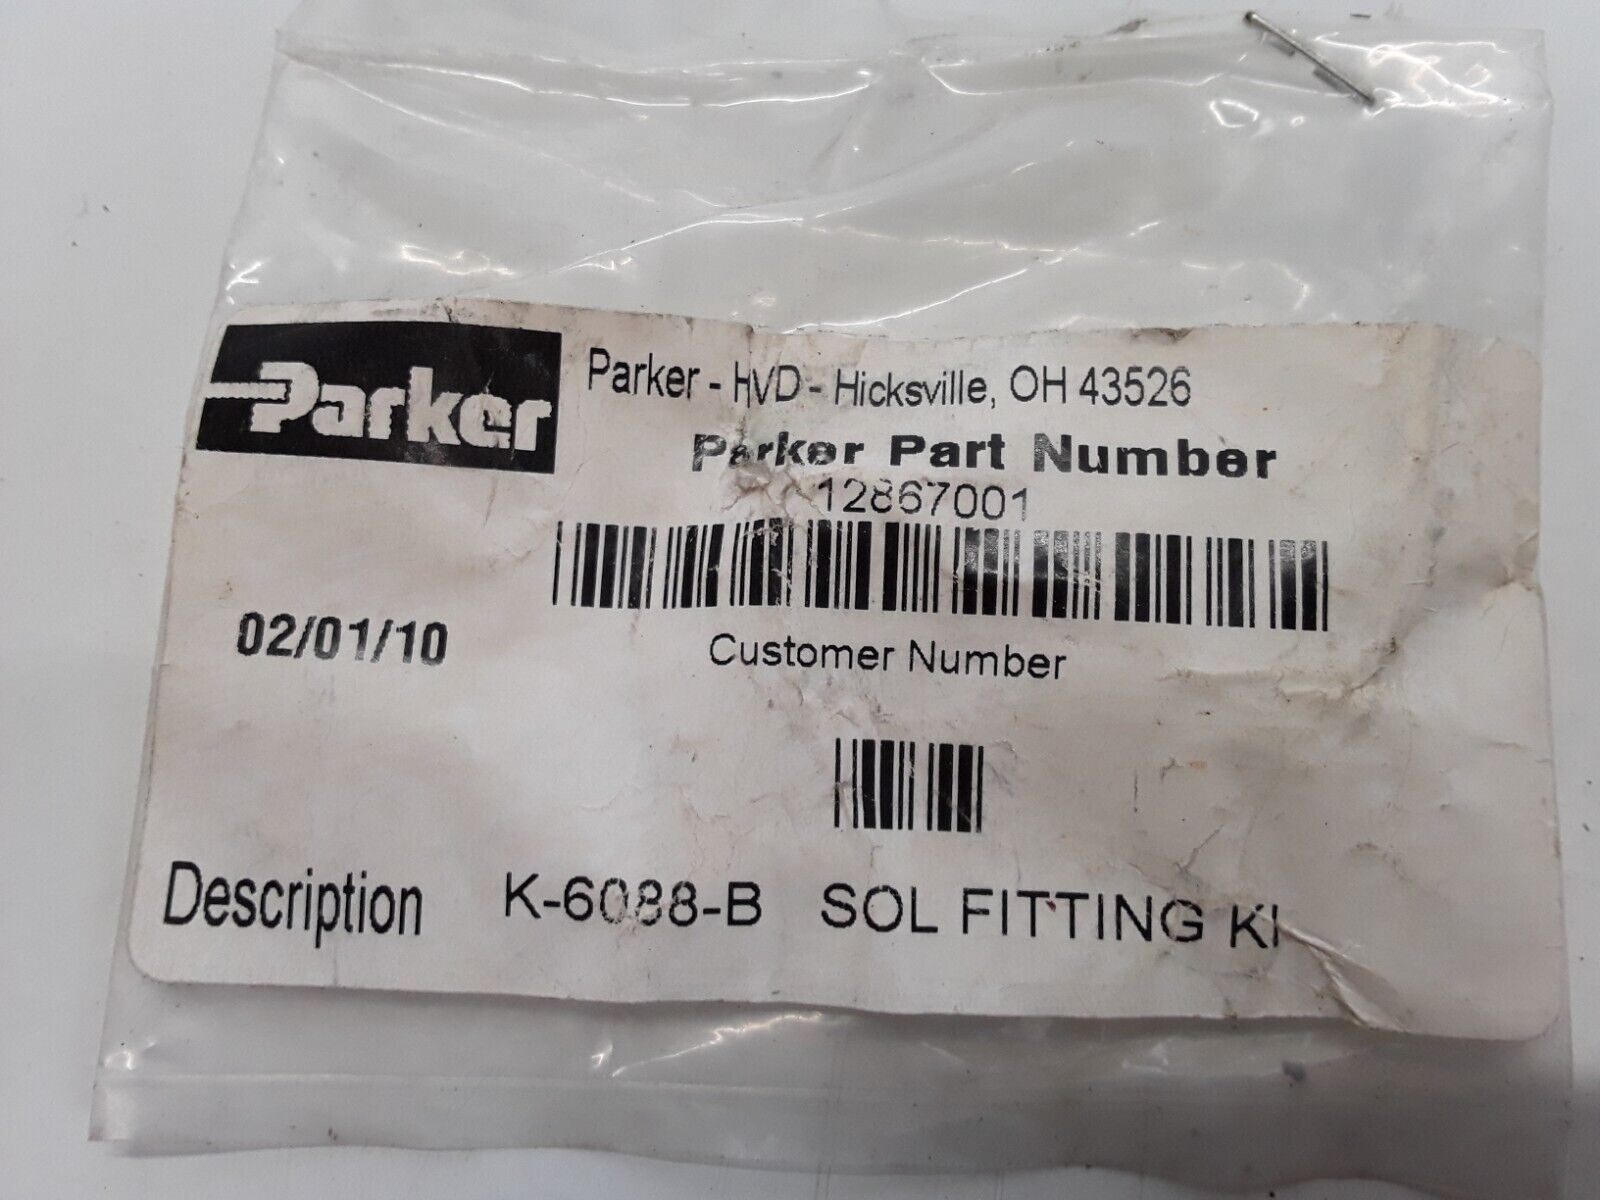 Parker
Parker - HVD - Hicksville, OH 43526
Parker Part Number
12867001
02/01/10
Customer Number
Description K-6088-B SOL FITTING KI